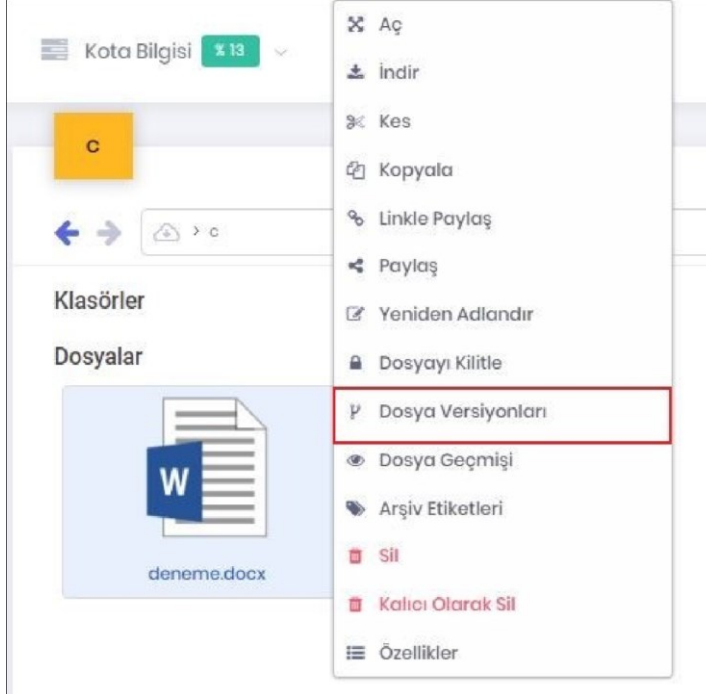 Kota Bilgisi % 13
c
> c
Klasörler
Dosyalar
W
deneme.docx
Aç
İndir
Kes
Kopyala
Linkle Paylaş
Paylaş
Yeniden Adlandır
Dosyayı Kilitle
Dosya Versiyonları
Dosya Geçmişi
Arşiv Etiketleri
Sil
Kalıcı Olarak Sil
Özellikler